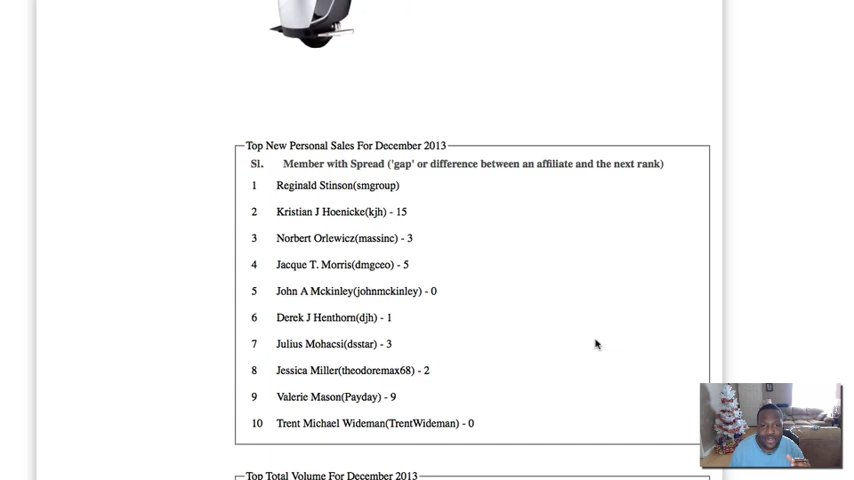 Top New Personal Sales For December 2013
Sl. Member with Spread ('gap' or difference between an affiliate and the next rank)
1 Reginald Stinson(smgroup)
2 Kristian J Hoenicke(kjh) - 15
3 Norbert Orlewicz(massinc) - 3
4 Jacque T. Morris(dmgceo) - 5
5 John A Mckinley(johnmckinley) - 0
6 Derek J Henthorn(djh) - 1
7 Julius Mohacsi(dsstar) - 3
8 Jessica Miller(theodoremax68) - 2
9 Valerie Mason(Payday) - 9
10 Trent Michael Wideman(TrentWideman) - 0
Top Total Volume For December 2013